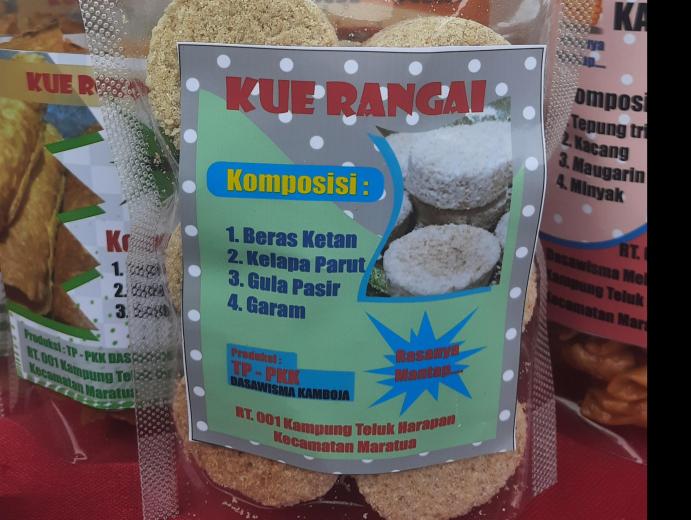 KUE RANGAI
Komposisi :
1. Beras Ketan
2. Kelapa Parut
3. Gula Pasir
4. Garam
Produksi :
TP - PKK
DASAWISMA KAMBOJA
Rasanya
Mantap...
RT. 001 Kampung Teluk Harapan
Kecamatan Maratua
KUE R
Ko
1.
2.
3.
Produksi : TP - PKK DAS
RT. 001 Kampung Tel
Kecamatan Maratua
KA
omposi
1. Tepung tri
2. Kacang
3. Maugarin
4. Minyak
RT.
Dasawisma Mel
Kampung Teluk
Kecamatan Mara